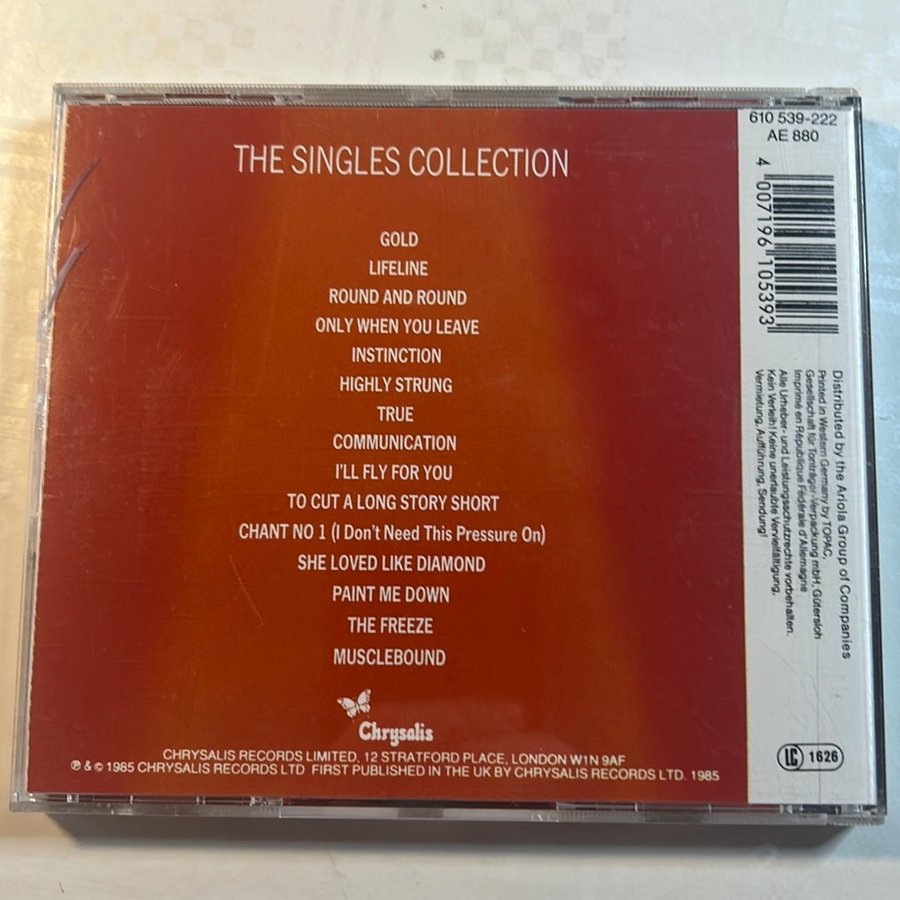 THE SINGLES COLLECTION
GOLD
LIFELINE
ROUND AND ROUND
ONLY WHEN YOU LEAVE
INSTINCTION
HIGHLY STRUNG
TRUE
COMMUNICATION
I'LL FLY FOR YOU
TO CUT A LONG STORY SHORT
CHANT NO 1 (I Don't Need This Pressure On)
SHE LOVED LIKE DIAMOND
PAINT ME DOWN
THE FREEZE
MUSCLEBOUND
Chrysalis
CHRYSALIS RECORDS LIMITED, 12 STRATFORD PLACE, LONDON W1N 9AF
℗ & © 1985 CHRYSALIS RECORDS LTD FIRST PUBLISHED IN THE UK BY CHRYSALIS RECORDS LTD. 1985
610 539-222
AE 880
4 007196 105393
Distributed by the Ariola Group of Companies
Printed in Western Germany by TOPAC,
Gesellschaft für Tonträger-Verpackung mbH, Gütersloh
Imprimé en République Fédérale d'Allemagne
Alle Urheber- und Leistungsschutzrechte vorbehalten.
Kein Verleih! Keine unerlaubte Vervielfältigung,
Vermietung, Aufführung, Sendung!
LC 1626